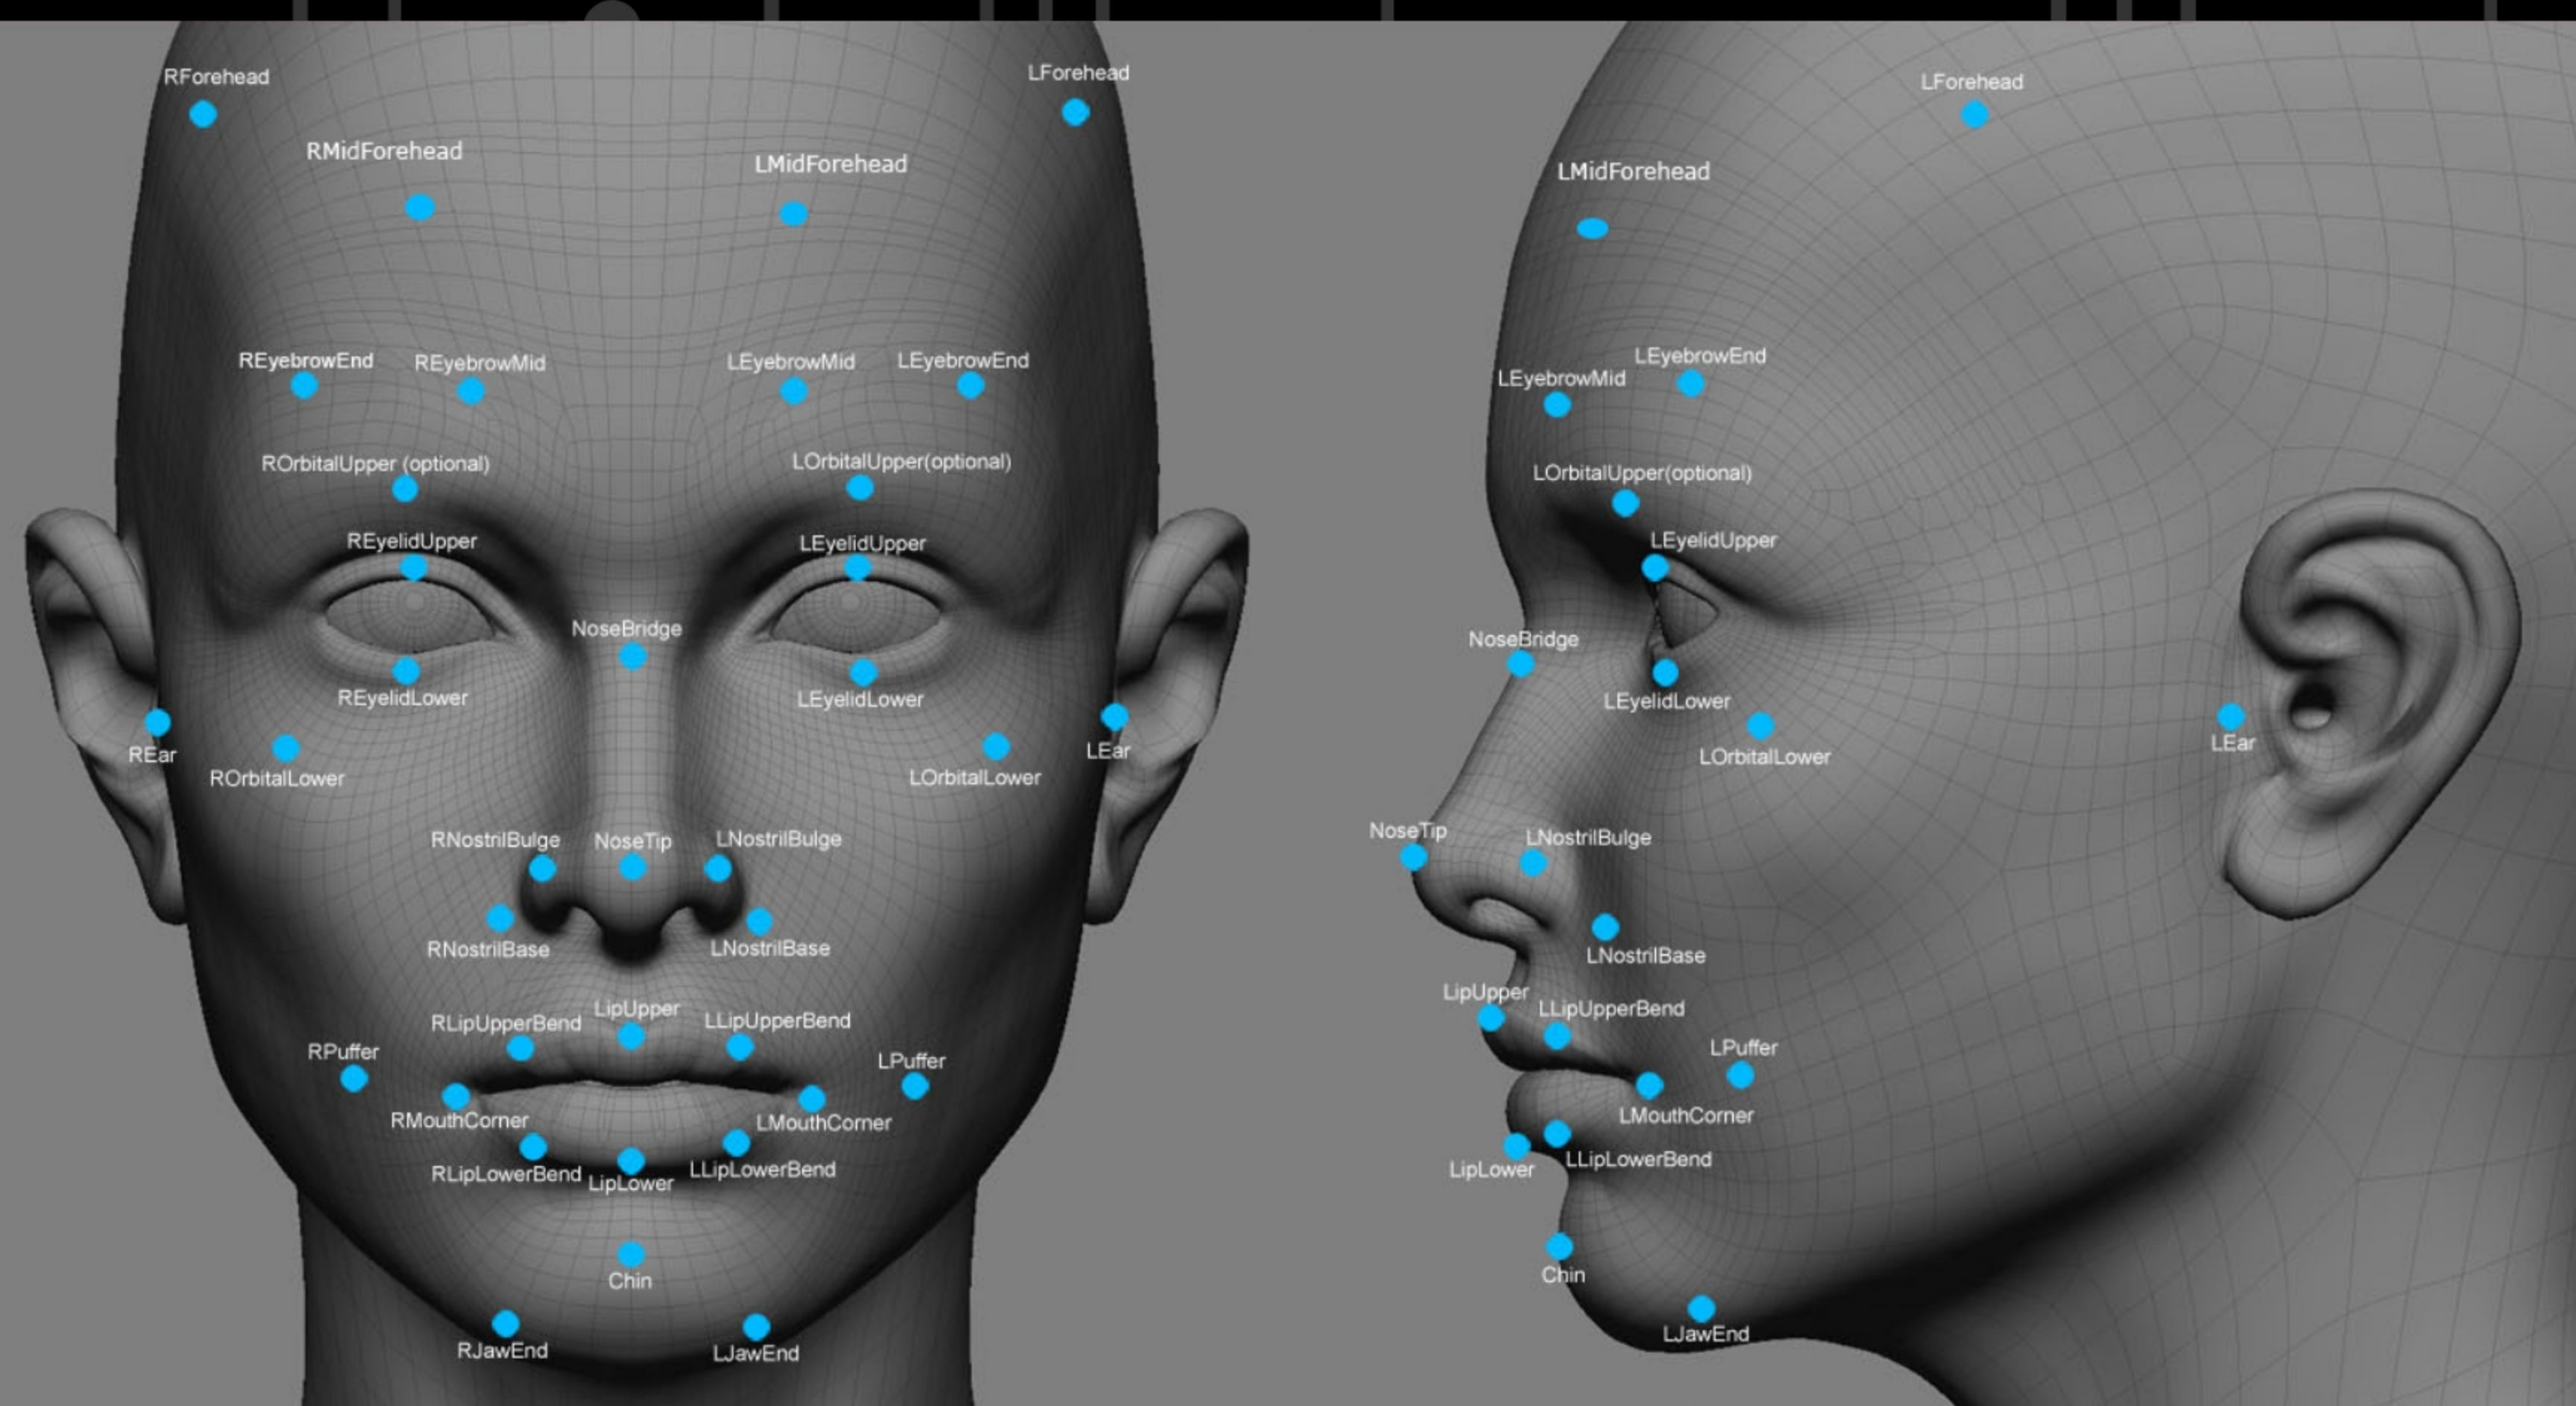 RForehead
LForehead
RMidForehead
LMidForehead
REyebrowEnd
REyebrowMid
LEyebrowMid
LEyebrowEnd
ROrbitalUpper (optional)
LOrbitalUpper(optional)
REyelidUpper
LEyelidUpper
NoseBridge
REyelidLower
LEyelidLower
REar
LEar
ROrbitalLower
LOrbitalLower
RNostrilBulge
NoseTip
LNostrilBulge
RNostrilBase
LNostrilBase
LipUpper
RLipUpperBend
LLipUpperBend
RPuffer
LPuffer
RMouthCorner
LMouthCorner
RLipLowerBend
LipLower
LLipLowerBend
Chin
RJawEnd
LJawEnd
LForehead
LMidForehead
LEyebrowEnd
LEyebrowMid
LOrbitalUpper(optional)
LEyelidUpper
NoseBridge
LEyelidLower
LOrbitalLower
LEar
NoseTip
LNostrilBulge
LNostrilBase
LipUpper
LLipUpperBend
LPuffer
LMouthCorner
LipLower
LLipLowerBend
Chin
LJawEnd